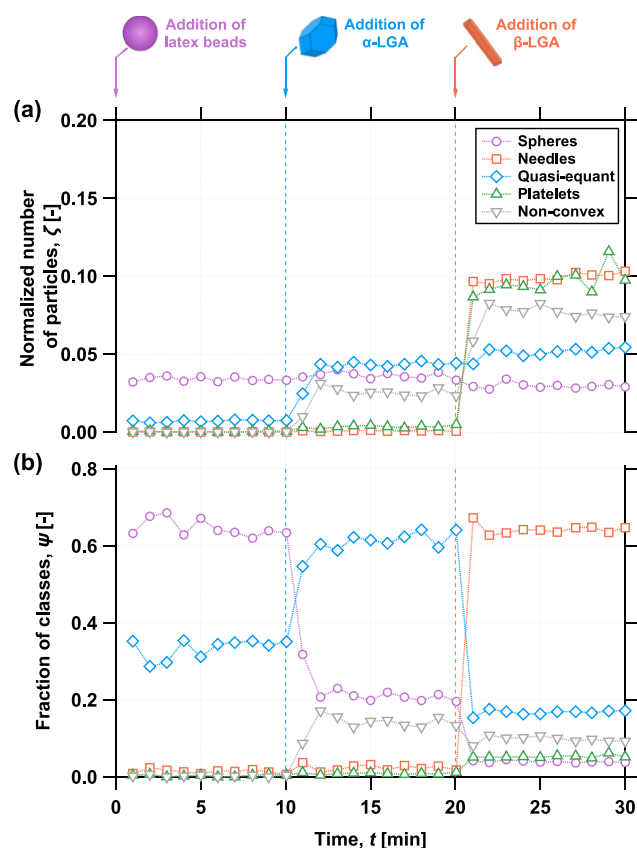 Addition of
latex beads
Addition of
α-LGA
Addition of
β-LGA
(a)
0.20
0.15
0.10
0.05
0.00
Normalized number
of particles, ζ [-]
Spheres
Needles
Quasi-equant
Platelets
Non-convex
(b)
0.8
0.6
0.4
0.2
0.0
Fraction of classes, Ψ [-]
0 5 10 15 20 25 30
Time, t [min]